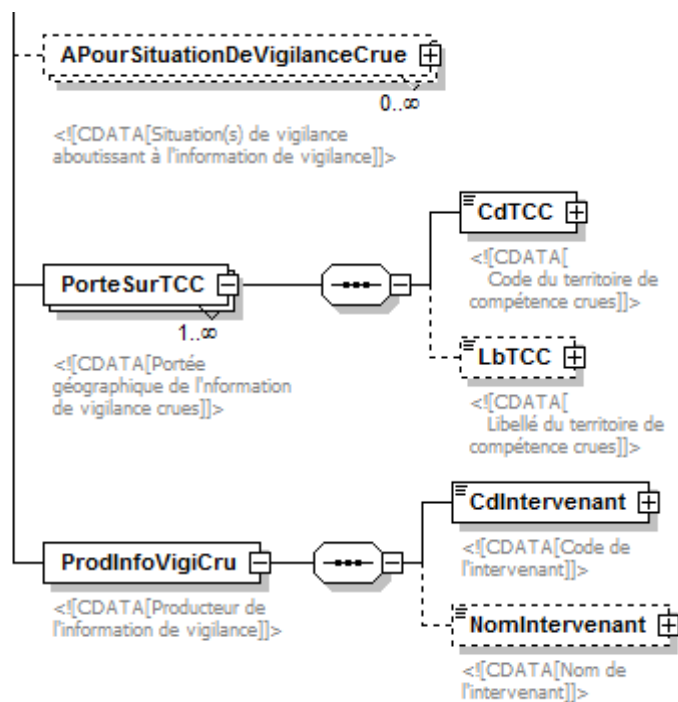 APourSituationDeVigilanceCrue
0..∞
<![CDATA[Situation(s) de vigilance
aboutissant à l'information de vigilance]]>
PorteSurTCC
1..∞
<![CDATA[Portée
géographique de l'nformation
de vigilance crues]]>
CdTCC
<![CDATA[
Code du territoire de
compétence crues]]>
LbTCC
<![CDATA[
Libellé du territoire de
compétence crues]]>
ProdInfoVigiCru
<![CDATA[Producteur de
l'information de vigilance]]>
CdIntervenant
<![CDATA[Code de
l'intervenant]]>
NomIntervenant
<![CDATA[Nom de
l'intervenant]]>